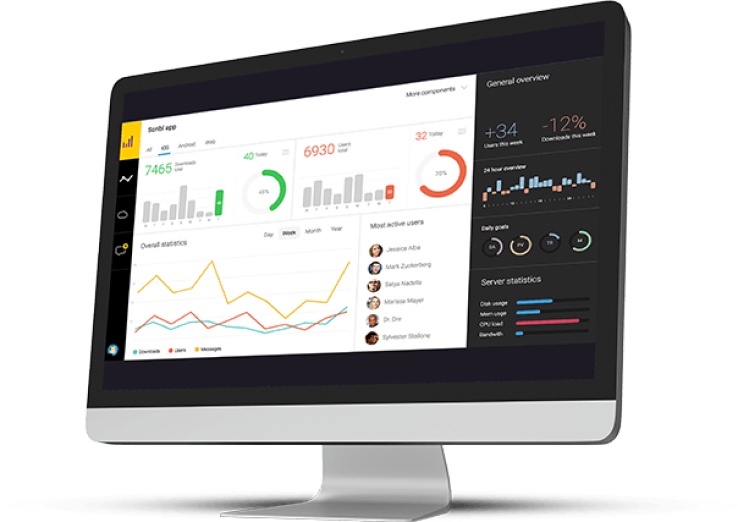 Scribl app
More components
All iOS Android Web
7465 Downloads total
40 Today
45%
6930 Users total
32 Today
70%
Overall statistics
Day Week Month Year
Downloads Users Messages
Most active users
Jessica Alba
Mark Zuckerberg
Satya Nadella
Marissa Mayer
Dr. Dre
Sylvester Stallone
General overview
+34
Users this week
-12%
Downloads this week
24 hour overview
Daily goals
SA PV TR M
Server statistics
Disk usage
Mem usage
CPU load
Bandwith